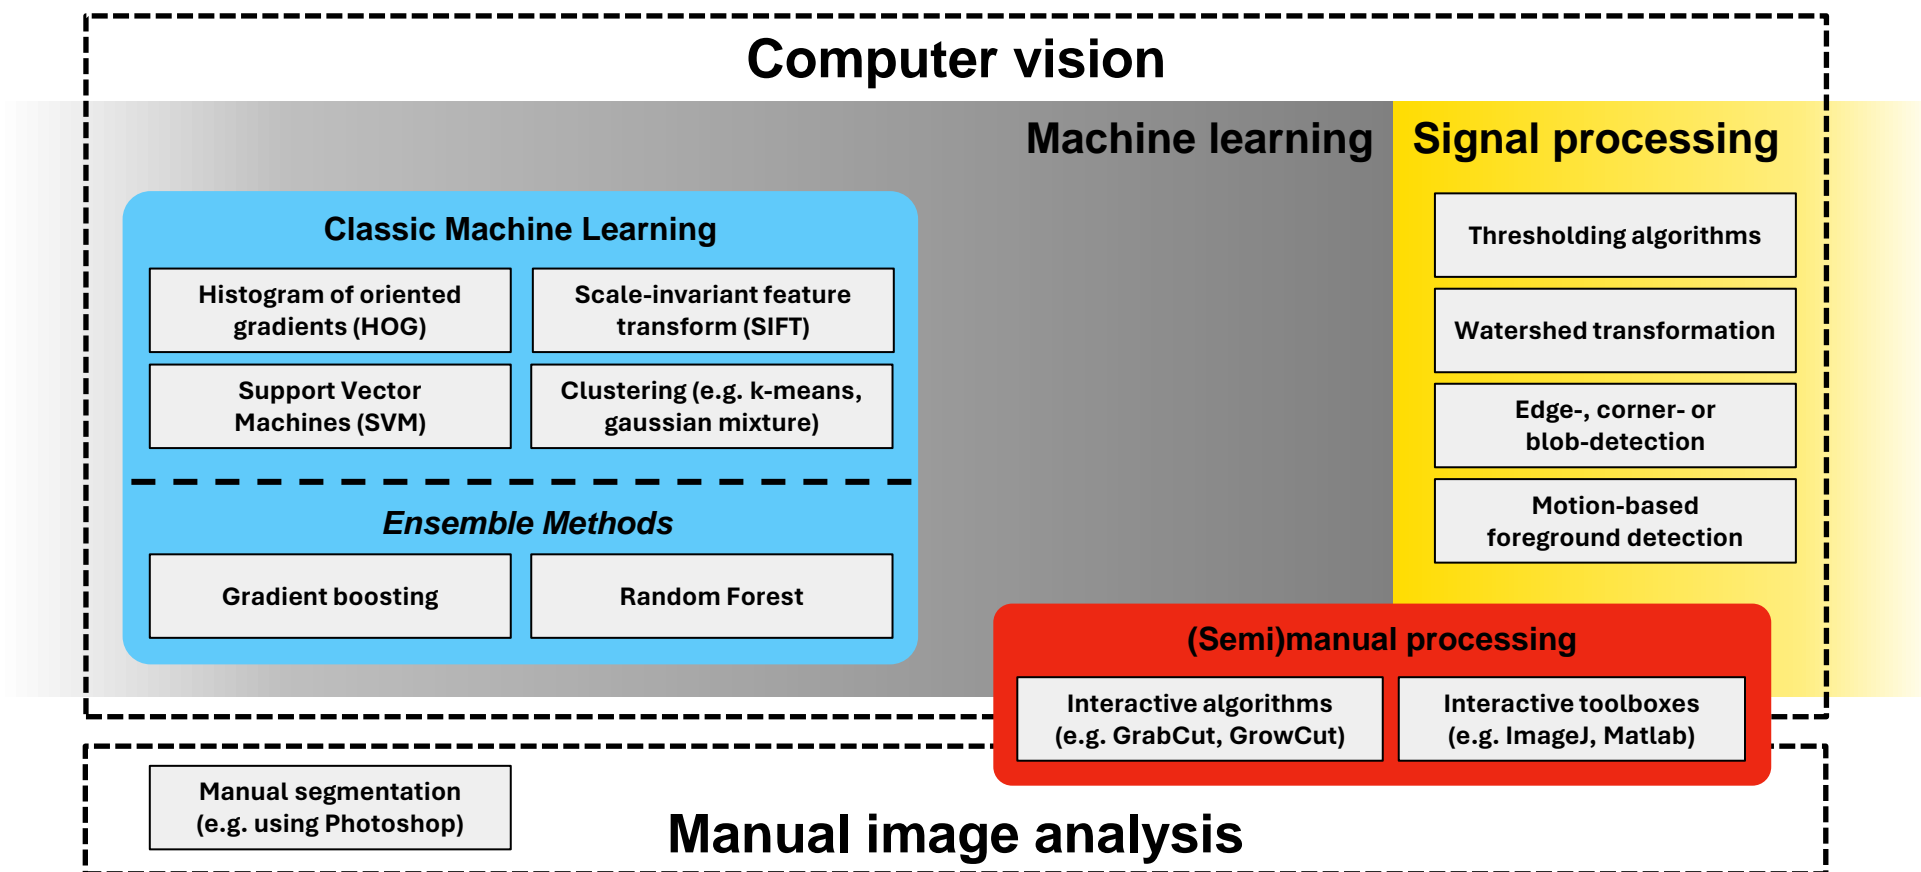 Computer vision
Machine learning
Signal processing
Classic Machine Learning
Histogram of oriented
gradients (HOG)
Scale-invariant feature
transform (SIFT)
Support Vector
Machines (SVM)
Clustering (e.g. k-means,
gaussian mixture)
Ensemble Methods
Gradient boosting
Random Forest
Thresholding algorithms
Watershed transformation
Edge-, corner- or
blob-detection
Motion-based
foreground detection
(Semi)manual processing
Interactive algorithms
(e.g. GrabCut, GrowCut)
Interactive toolboxes
(e.g. ImageJ, Matlab)
Manual segmentation
(e.g. using Photoshop)
Manual image analysis